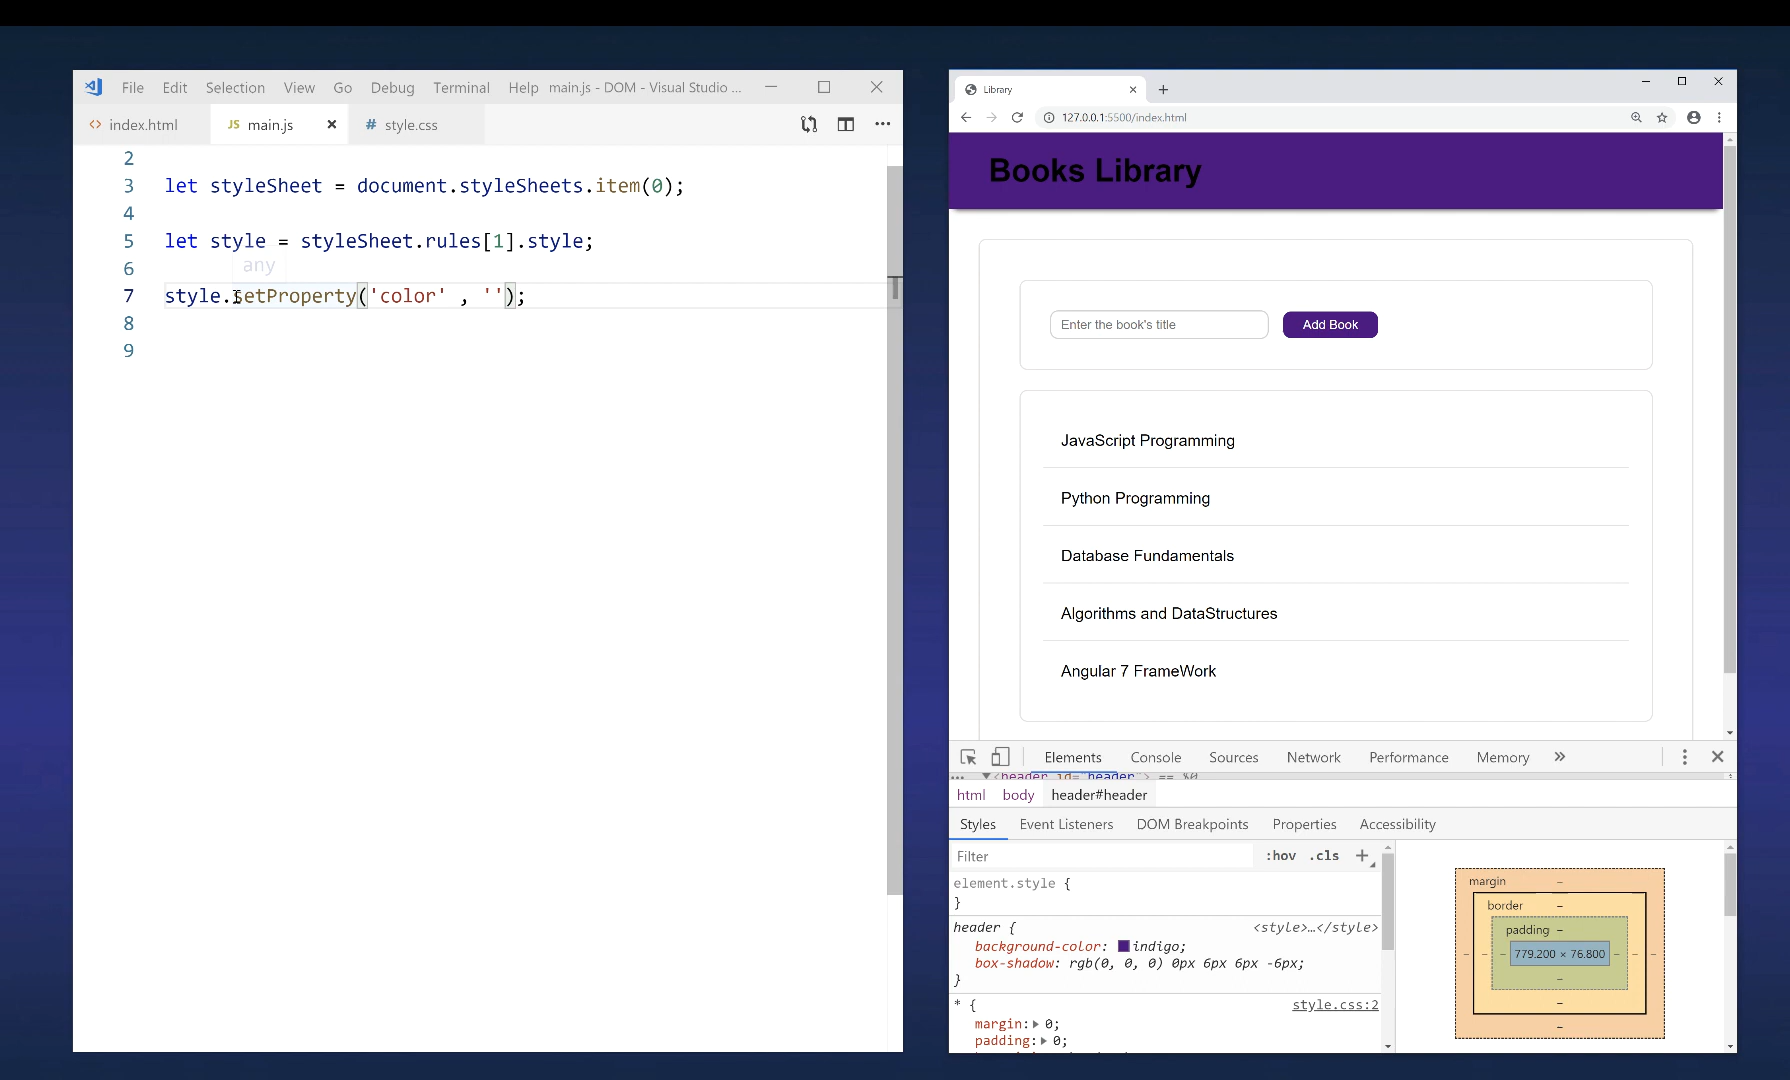 File Edit Selection View Go Debug Terminal Help main.js - DOM - Visual Studio ...
<> index.html JS main.js × # style.css ...
2
3 let styleSheet = document.styleSheets.item(0);
4
5 let style = styleSheet.rules[1].style;
any
6
7 style.setProperty('color' , '');
8
9
Library × +
127.0.0.1:5500/index.html
Books Library
Enter the book's title Add Book
JavaScript Programming
Python Programming
Database Fundamentals
Algorithms and DataStructures
Angular 7 FrameWork
Elements Console Sources Network Performance Memory »
... ▼<header id="header"> == $0
html body header#header
Styles Event Listeners DOM Breakpoints Properties Accessibility
Filter :hov .cls +
element.style {
}
header { <style>…</style>
background-color: indigo;
box-shadow: rgb(0, 0, 0) 0px 6px 6px -6px;
}
* { style.css:2
margin:▶ 0;
padding:▶ 0;
margin –
border –
padding –
– – – 779.200 × 76.800 – – –
–
–
–